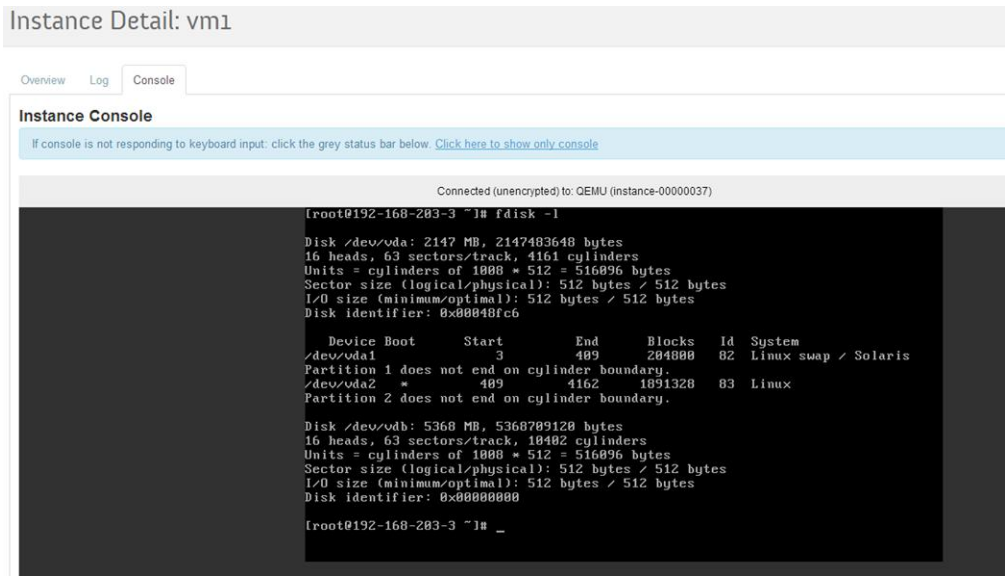 Instance Detail: vm1
Overview Log Console
Instance Console
If console is not responding to keyboard input: click the grey status bar below. Click here to show only console
Connected (unencrypted) to: QEMU (instance-00000037)
[root@192-168-203-3 ~]# fdisk -l
Disk /dev/vda: 2147 MB, 2147483648 bytes
16 heads, 63 sectors/track, 4161 cylinders
Units = cylinders of 1008 * 512 = 516096 bytes
Sector size (logical/physical): 512 bytes / 512 bytes
I/O size (minimum/optimal): 512 bytes / 512 bytes
Disk identifier: 0x00048fc6
Device Boot Start End Blocks Id System
/dev/vda1 3 409 204800 82 Linux swap / Solaris
Partition 1 does not end on cylinder boundary.
/dev/vda2 * 409 4162 1891328 83 Linux
Partition 2 does not end on cylinder boundary.
Disk /dev/vdb: 5368 MB, 5368709120 bytes
16 heads, 63 sectors/track, 10402 cylinders
Units = cylinders of 1008 * 512 = 516096 bytes
Sector size (logical/physical): 512 bytes / 512 bytes
I/O size (minimum/optimal): 512 bytes / 512 bytes
Disk identifier: 0x00000000
[root@192-168-203-3 ~]# _